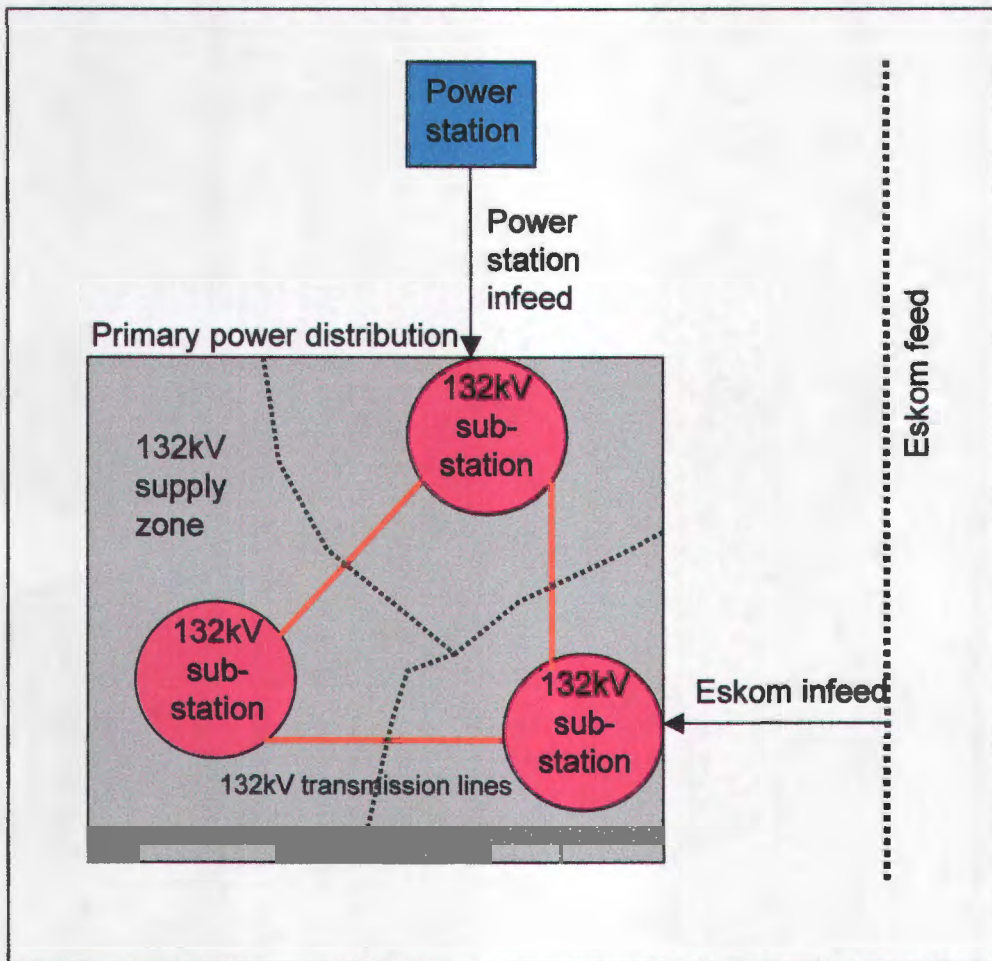 Power
station
Power
station
infeed
Eskom feed
Primary power distribution
132kV
sub-
station
132kV
supply
zone
132kV
sub-
station
132kV
sub-
station
Eskom infeed
132kV transmission lines